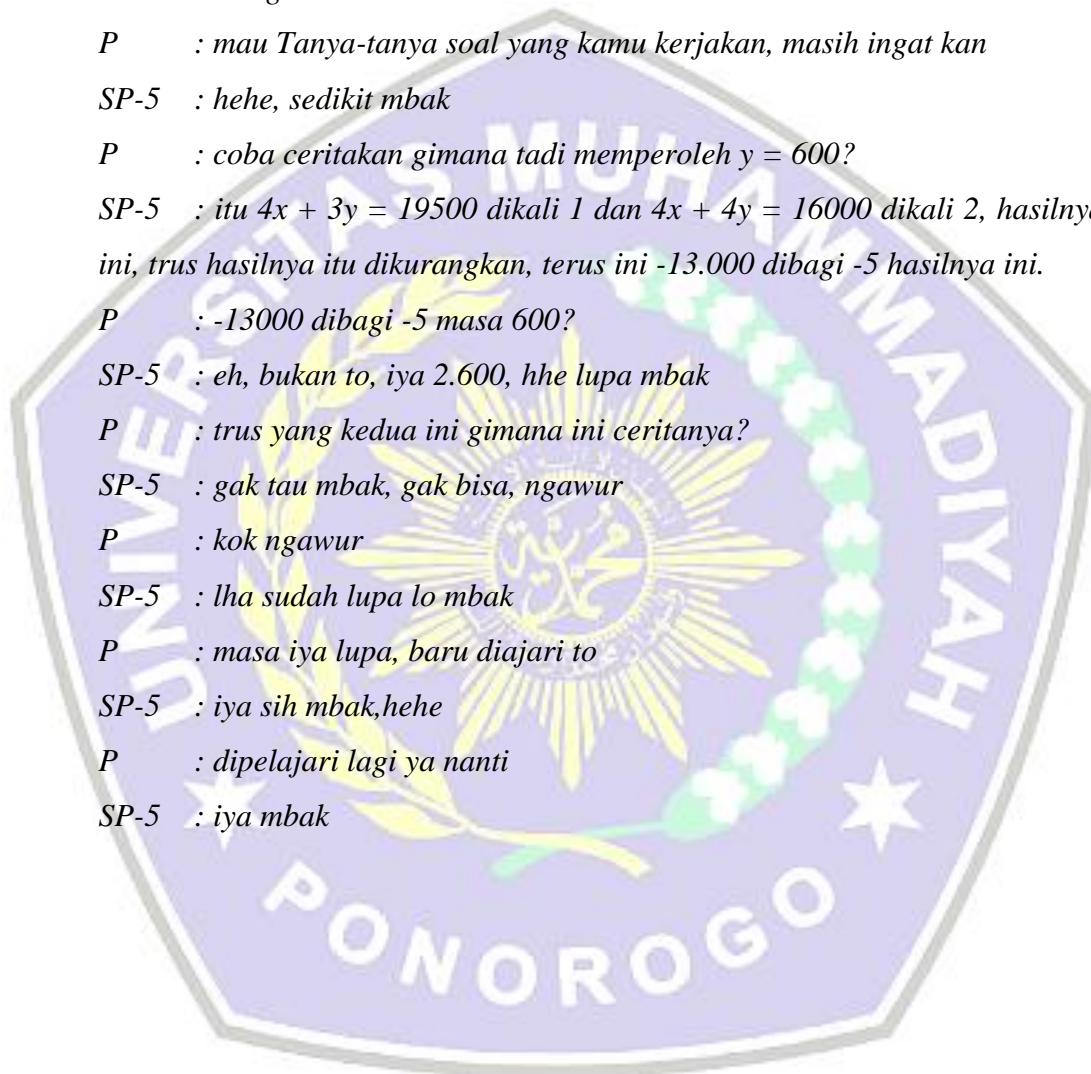 P : mau Tanya-tanya soal yang kamu kerjakan, masih ingat kan
SP-5 : hehe, sedikit mbak
P : coba ceritakan gimana tadi memperoleh y = 600?
SP-5 : itu 4x + 3y = 19500 dikali 1 dan 4x + 4y = 16000 dikali 2, hasilnya
ini, trus hasilnya itu dikurangkan, terus ini -13.000 dibagi -5 hasilnya ini.
P : -13000 dibagi -5 masa 600?
SP-5 : eh, bukan to, iya 2.600, hhe lupa mbak
P : trus yang kedua ini gimana ini ceritanya?
SP-5 : gak tau mbak, gak bisa, ngawur
P : kok ngawur
SP-5 : lha sudah lupa lo mbak
P : masa iya lupa, baru diajari to
SP-5 : iya sih mbak,hehe
P : dipelajari lagi ya nanti
SP-5 : iya mbak
UNIVERSITAS MUHAMMADIYAH
PONOROGO